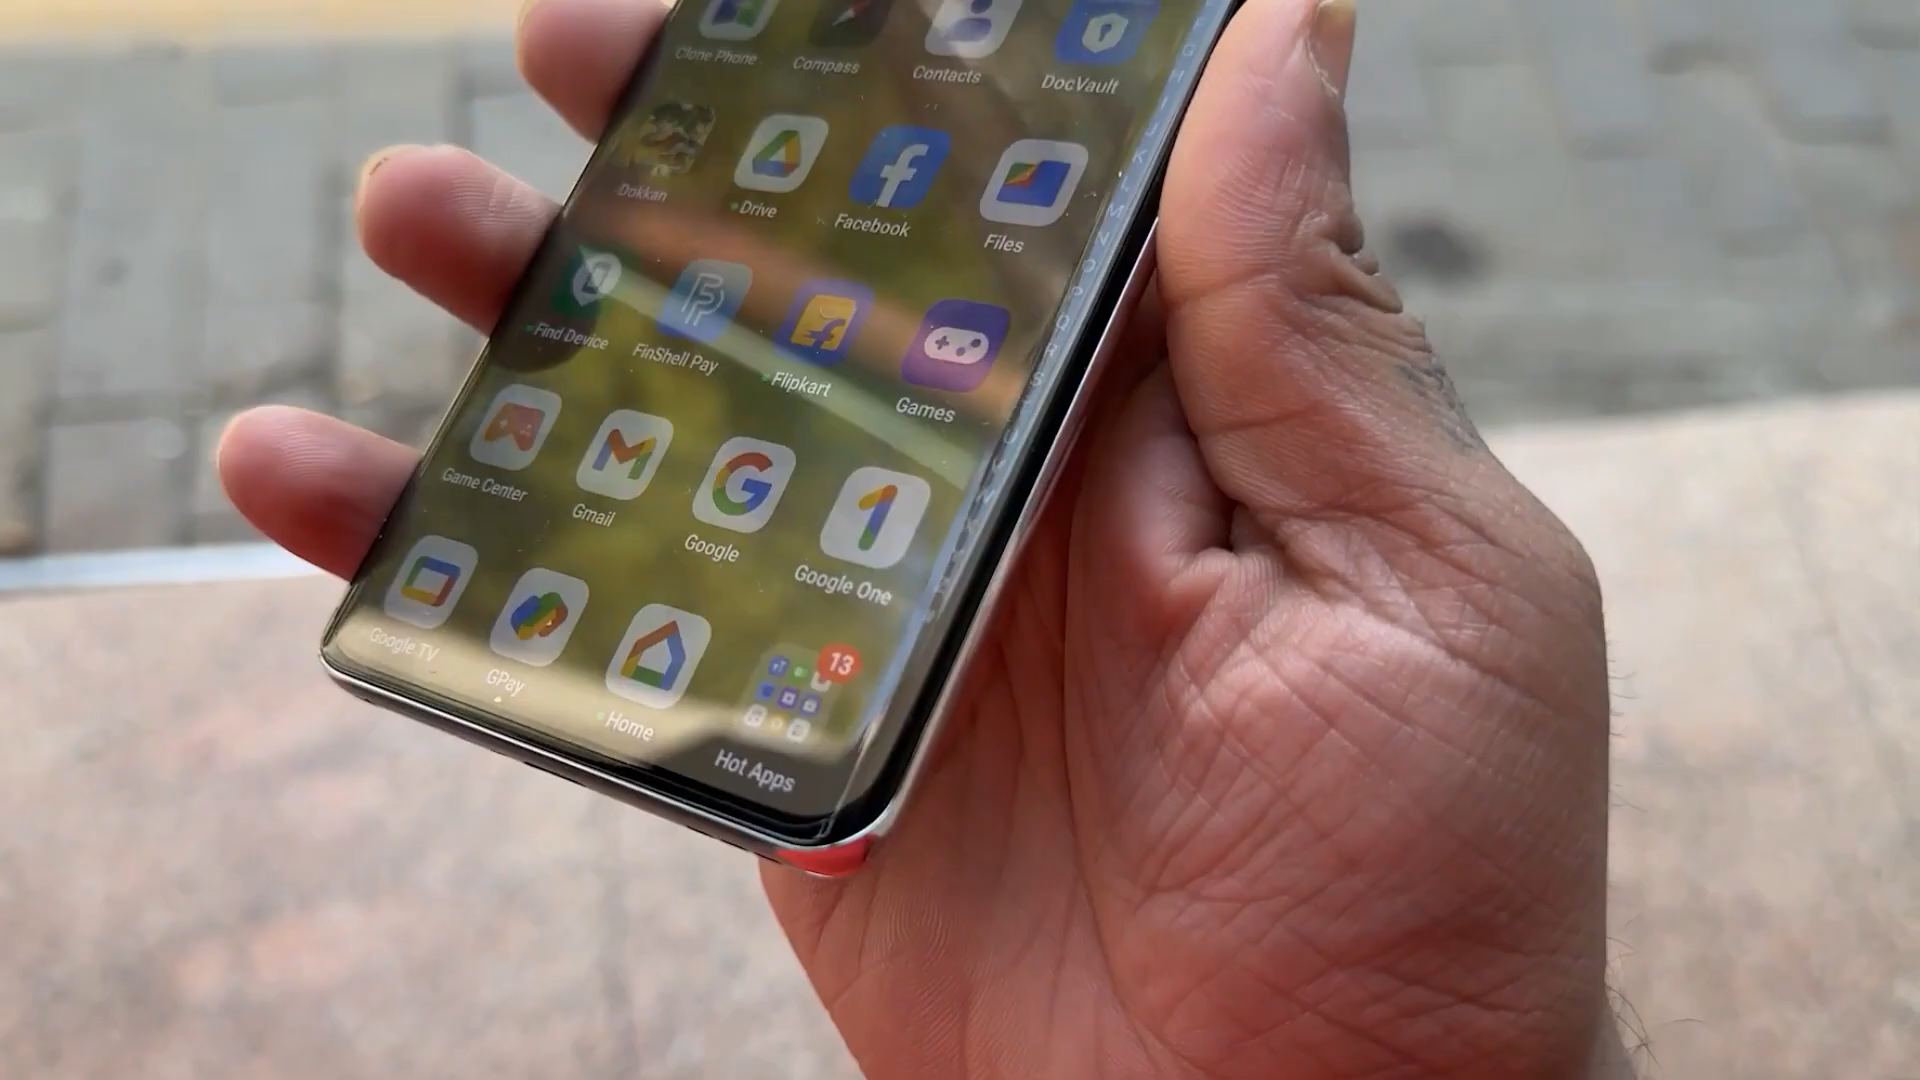 Clone Phone
Compass
Contacts
DocVault
Dokkan
Drive
Facebook
Files
Find Device
FinShell Pay
Flipkart
Games
Game Center
Gmail
Google
Google One
Google TV
GPay
Home
13
Hot Apps
G
H
I
J
K
L
M
N
O
P
Q
R
S
T
U
V
W